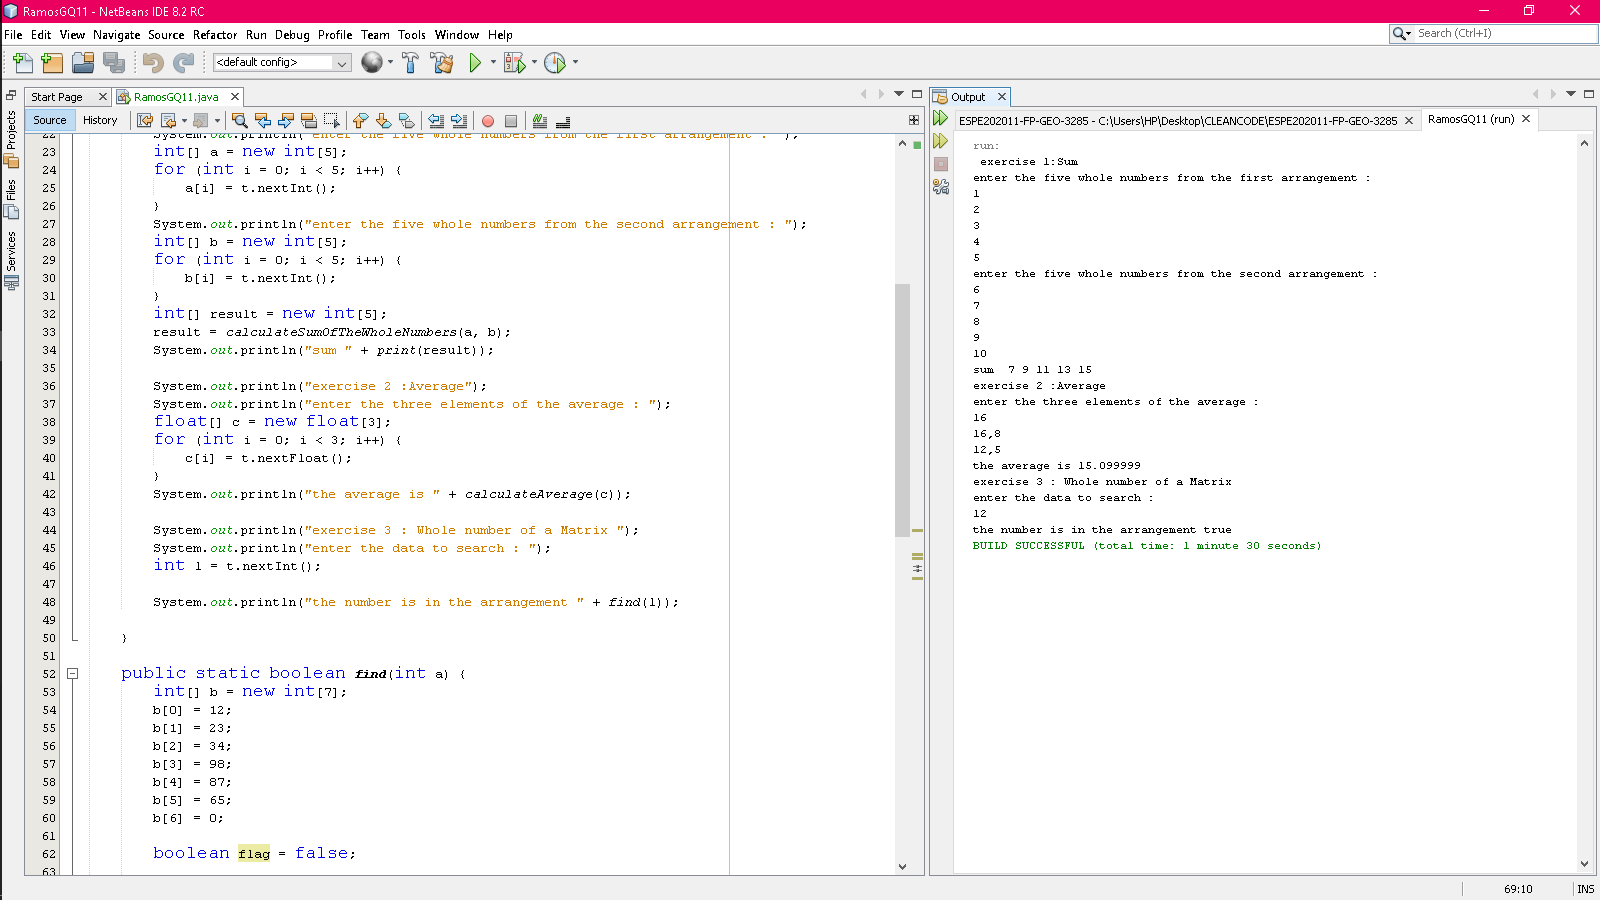 RamosGQ11 - NetBeans IDE 8.2 RC
File Edit View Navigate Source Refactor Run Debug Profile Team Tools Window Help
Search (Ctrl+I)
<default config>
Start Page
RamosGQ11.java
Source History
Projects
Files
Services
22 System.out.println("enter the five whole numbers from the first arrangement : ");
23 int[] a = new int[5];
24 for (int i = 0; i < 5; i++) {
25 a[i] = t.nextInt();
26 }
27 System.out.println("enter the five whole numbers from the second arrangement : ");
28 int[] b = new int[5];
29 for (int i = 0; i < 5; i++) {
30 b[i] = t.nextInt();
31 }
32 int[] result = new int[5];
33 result = calculateSumOfTheWholeNumbers(a, b);
34 System.out.println("sum " + print(result));
35
36 System.out.println("exercise 2 :Average");
37 System.out.println("enter the three elements of the average : ");
38 float[] c = new float[3];
39 for (int i = 0; i < 3; i++) {
40 c[i] = t.nextFloat();
41 }
42 System.out.println("the average is " + calculateAverage(c));
43
44 System.out.println("exercise 3 : Whole number of a Matrix ");
45 System.out.println("enter the data to search : ");
46 int l = t.nextInt();
47
48 System.out.println("the number is in the arrangement " + find(l));
49
50 }
51
52 public static boolean find(int a) {
53 int[] b = new int[7];
54 b[0] = 12;
55 b[1] = 23;
56 b[2] = 34;
57 b[3] = 98;
58 b[4] = 87;
59 b[5] = 65;
60 b[6] = 0;
61
62 boolean flag = false;
63
Output
ESPE202011-FP-GEO-3285 - C:\Users\HP\Desktop\CLEANCODE\ESPE202011-FP-GEO-3285
RamosGQ11 (run)
run:
exercise 1:Sum
enter the five whole numbers from the first arrangement :
1
2
3
4
5
enter the five whole numbers from the second arrangement :
6
7
8
9
10
sum  7 9 11 13 15
exercise 2 :Average
enter the three elements of the average :
16
16,8
12,5
the average is 15.099999
exercise 3 : Whole number of a Matrix
enter the data to search :
12
the number is in the arrangement true
BUILD SUCCESSFUL (total time: 1 minute 30 seconds)
69:10
INS